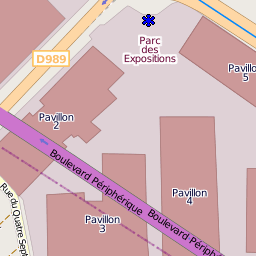 Parc
des
Expositions
D989
Pavillon
5
Pavillon
2
Boulevard Périphérique
Boulevard Périph
Rue du Quatre Sept
Pavillon
4
Pavillon
3